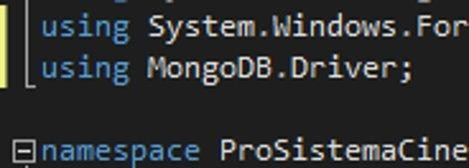 using System.Windows.For
using MongoDB.Driver;
namespace ProSistemaCine